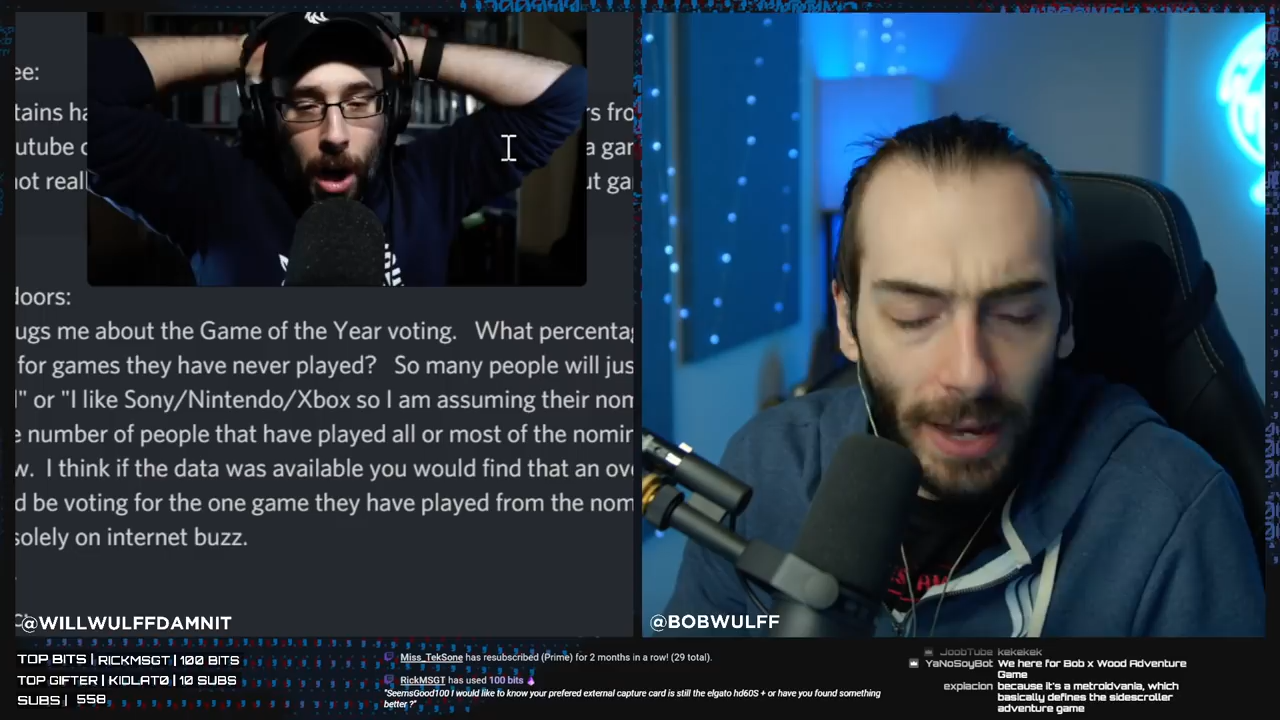 ee:
tains ha
rs fro
utube c
a gar
not real
ut ga
doors:
ugs me about the Game of the Year voting. What percentag
for games they have never played? So many people will jus
l" or "I like Sony/Nintendo/Xbox so I am assuming their nom
e number of people that have played all or most of the nomin
w. I think if the data was available you would find that an ove
d be voting for the one game they have played from the nom
solely on internet buzz.
@WILLWULFFDAMNIT
@BOBWULFF
TOP BITS | RICKMSGT | 100 BITS
TOP GIFTER | KIDLAT0 | 10 SUBS
SUBS | 558
Miss_TekSone has resubscribed (Prime) for 2 months in a row! (29 total).
RickMSGT has used 100 bits
"SeemsGood100 I would like to know your prefered external capture card is still the elgato hd60S + or have you found something
better ?"
JoobTube kekekek
YaNoSoyBot We here for Bob x Wood Adventure
Game
explacion because it's a metroidvania, which
basically defines the sidescroller
adventure game